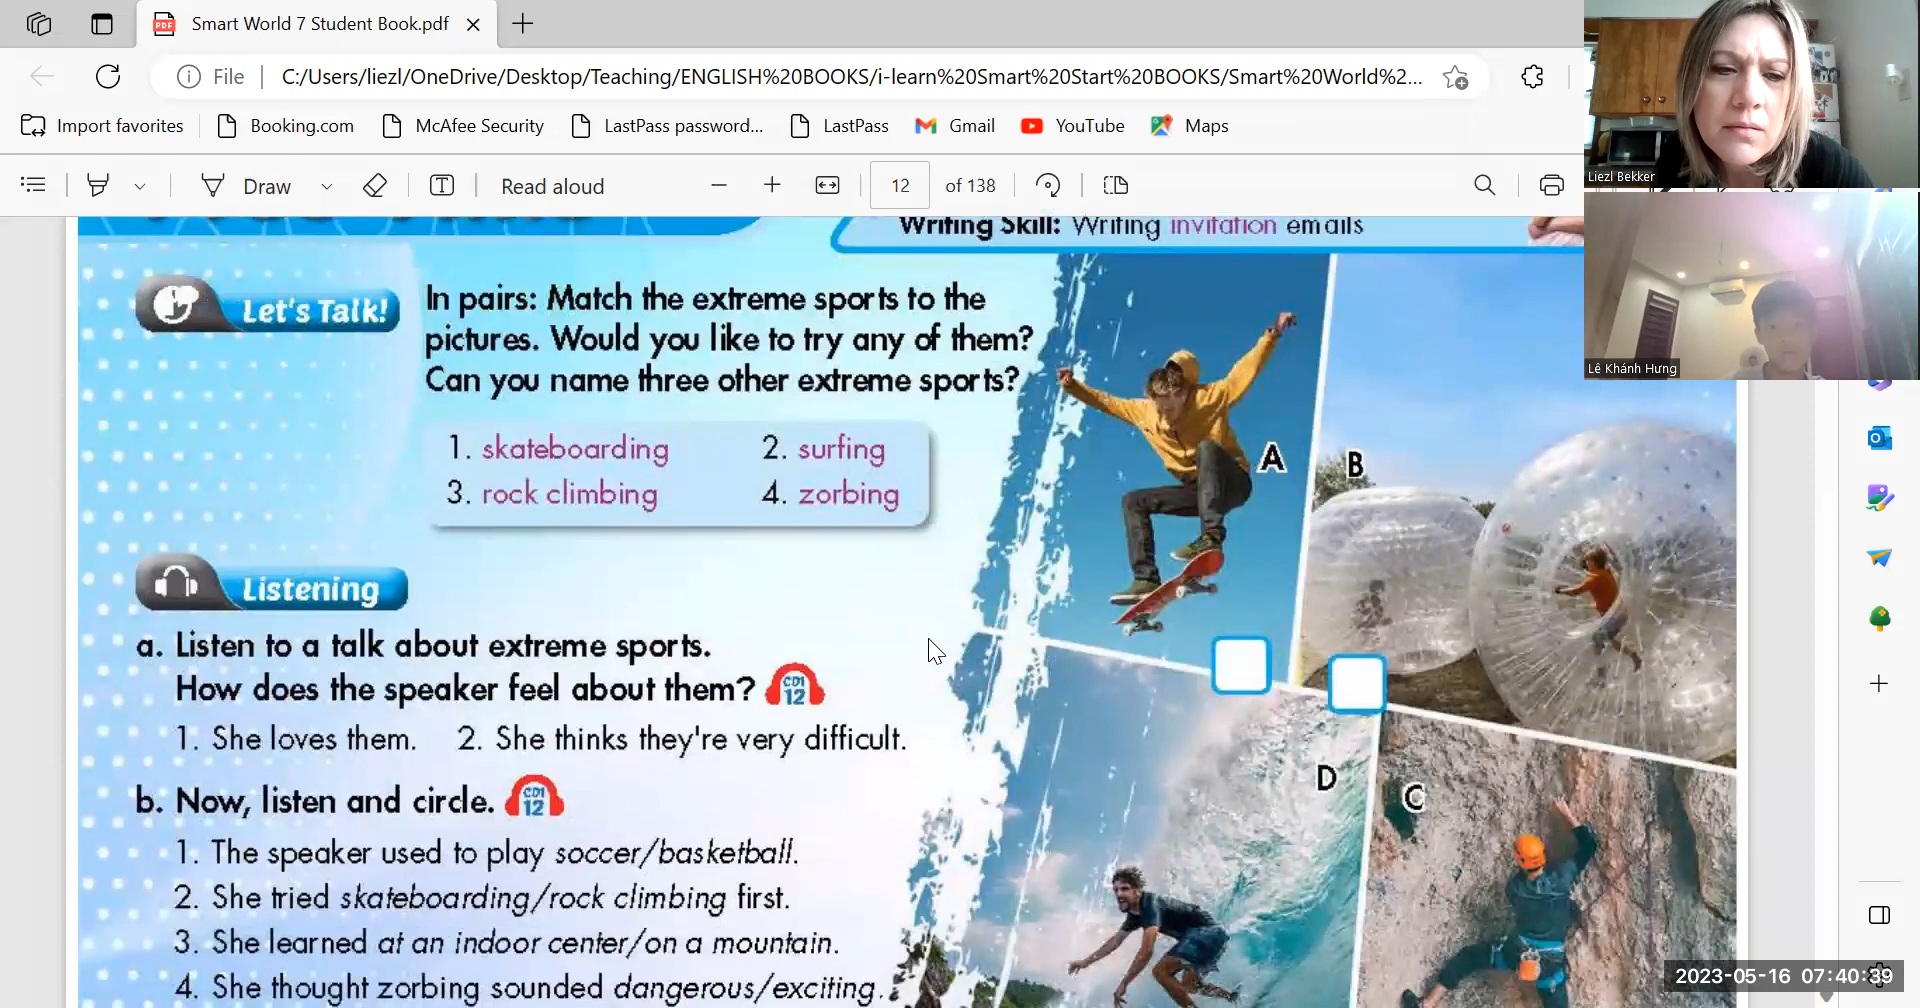 Smart World 7 Student Book.pdf
File
C:/Users/liezl/OneDrive/Desktop/Teaching/ENGLISH%20BOOKS/i-learn%20Smart%20Start%20BOOKS/Smart%20World%2...
Import favorites
Booking.com
McAfee Security
LastPass password...
LastPass
Gmail
YouTube
Maps
Draw
Read aloud
12
of 138
Liezl Bekker
Lê Khánh Hưng
Writing Skill: Writing invitation emails
Let's Talk!
In pairs: Match the extreme sports to the
pictures. Would you like to try any of them?
Can you name three other extreme sports?
1. skateboarding 2. surfing
3. rock climbing 4. zorbing
A
B
D
C
Listening
a. Listen to a talk about extreme sports.
How does the speaker feel about them? CD1 12
1. She loves them. 2. She thinks they're very difficult.
b. Now, listen and circle. CD1 12
1. The speaker used to play soccer/basketball.
2. She tried skateboarding/rock climbing first.
3. She learned at an indoor center/on a mountain.
4. She thought zorbing sounded dangerous/exciting.
2023-05-16 07:40:39